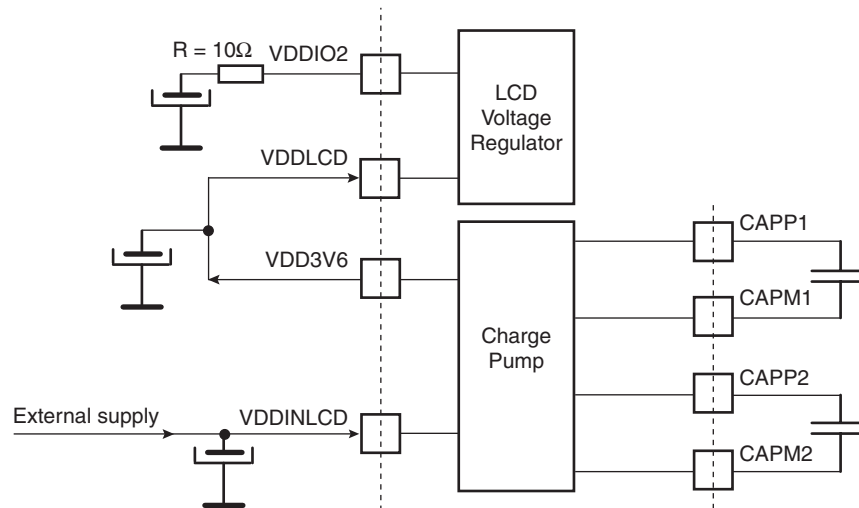 R = 10Ω
VDDIO2
LCD
Voltage
Regulator
VDDLCD
VDD3V6
CAPP1
CAPM1
Charge
Pump
CAPP2
External supply
VDDINLCD
CAPM2